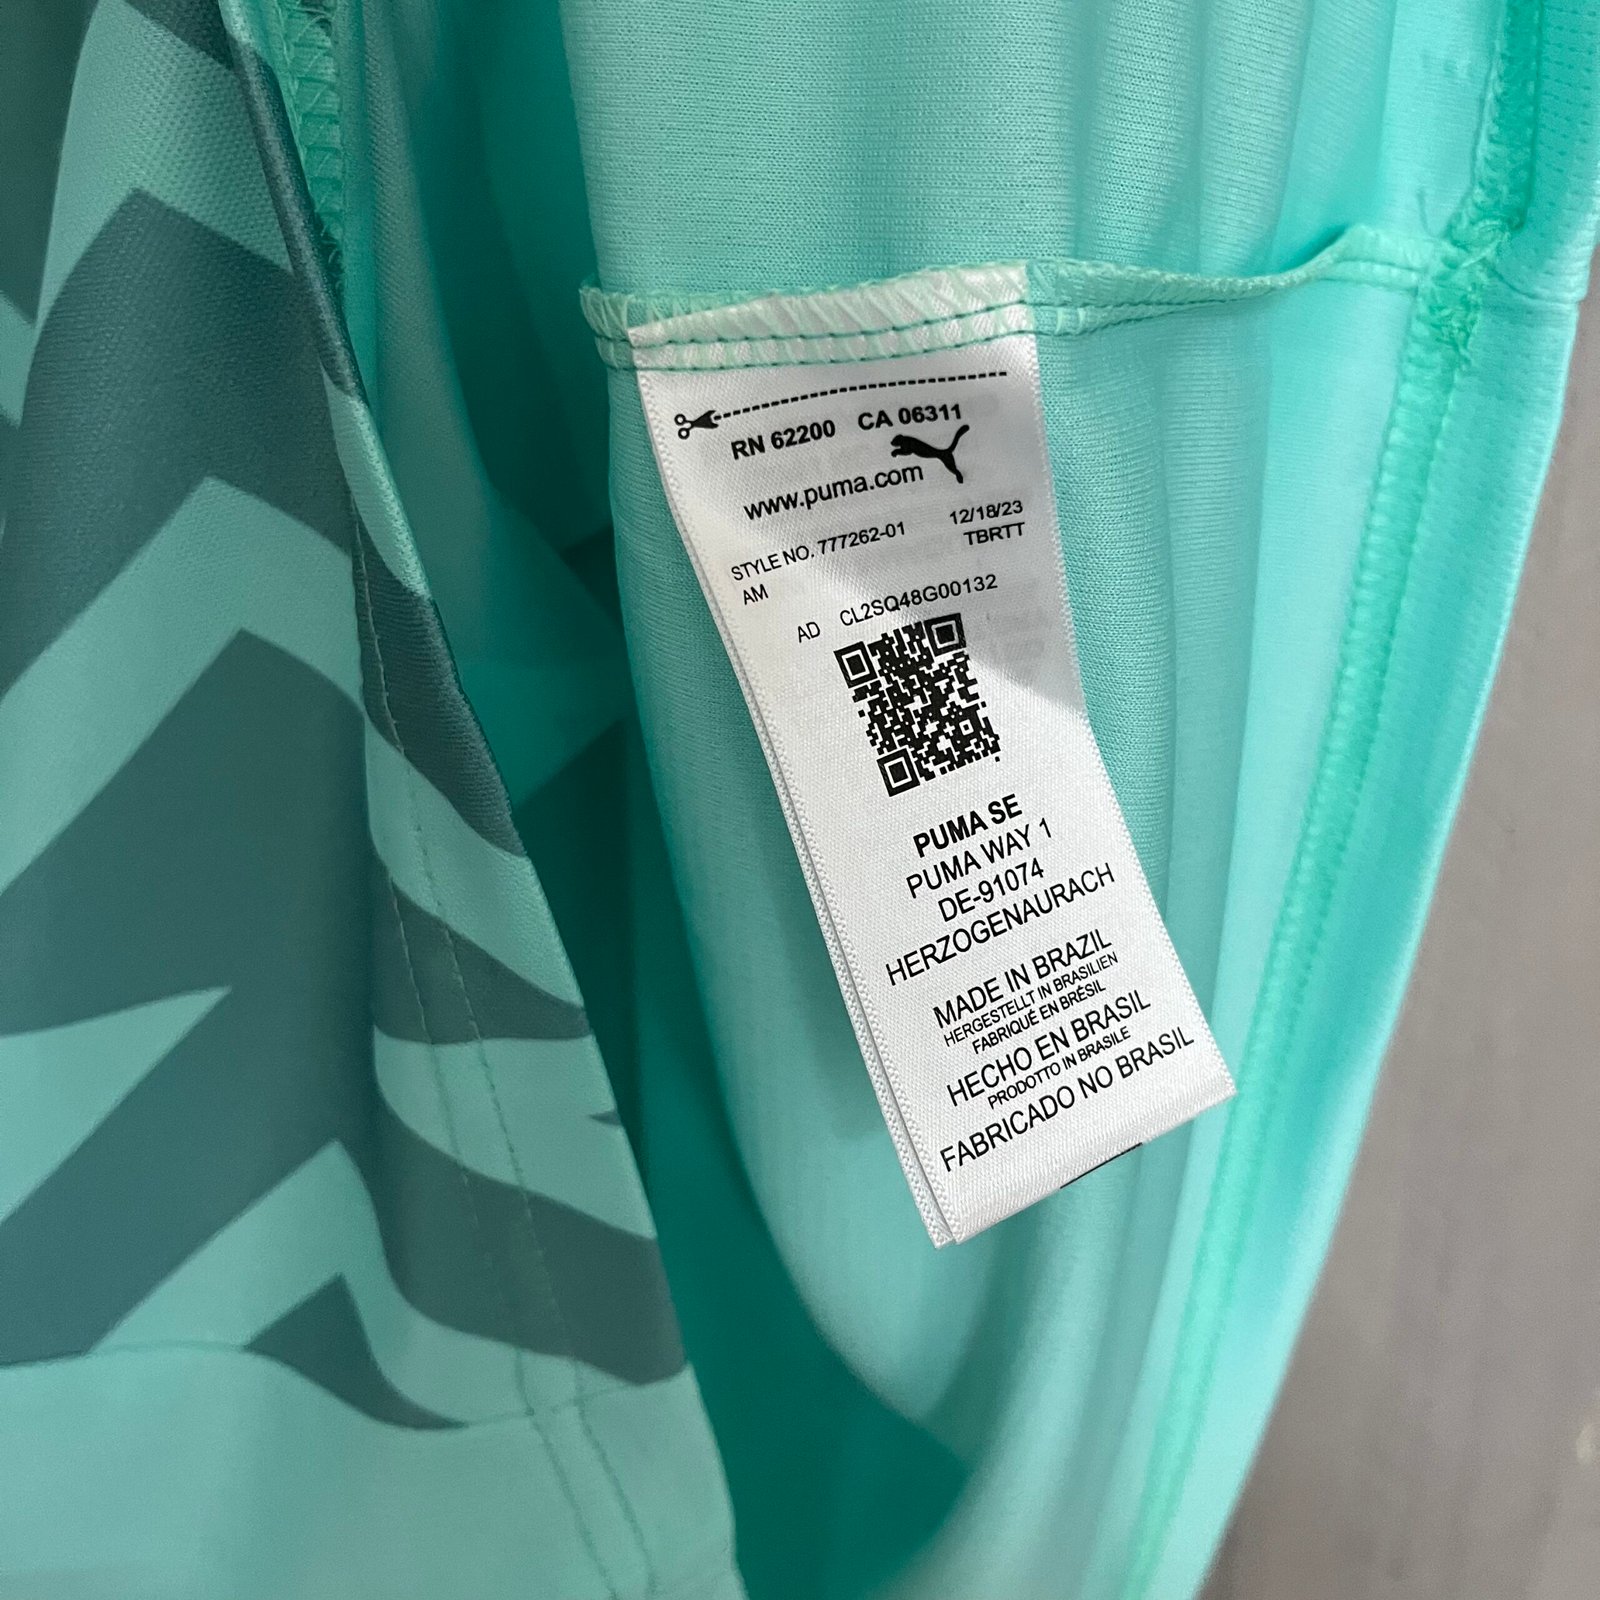 RN 62200 CA 06311
www.puma.com
STYLE NO. 777262-01 12/18/23
AM TBRTT
AD CL2SQ48G00132
PUMA SE
PUMA WAY 1
DE-91074
HERZOGENAURACH
MADE IN BRAZIL
HERGESTELLT IN BRASILIEN
FABRIQUÉ EN BRÉSIL
HECHO EN BRASIL
PRODOTTO IN BRASILE
FABRICADO NO BRASIL